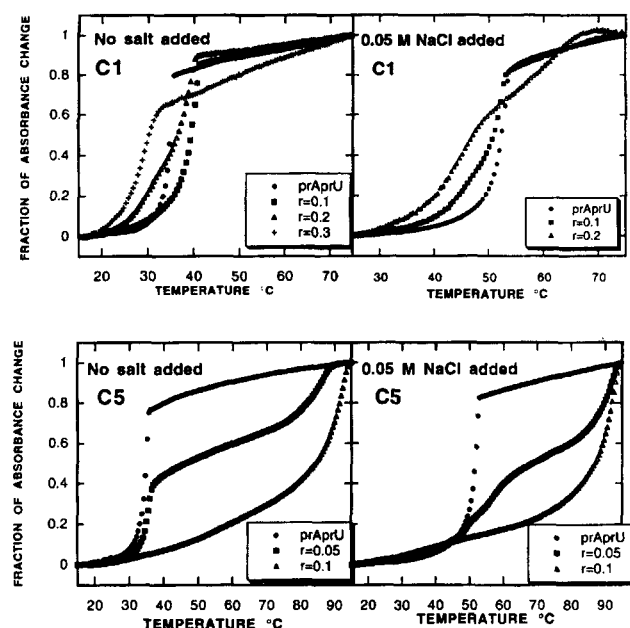 FRACTION OF ABSORBANCE CHANGE
No salt added
C1
1
0.8
0.6
0.4
0.2
0
prAprU
r=0.1
r=0.2
r=0.3
20 30 40 50 60 70
TEMPERATURE °C
0.05 M NaCl added
C1
prAprU
r=0.1
r=0.2
30 40 50 60 70
TEMPERATURE °C
FRACTION OF ABSORBANCE CHANGE
No salt added
C5
1
0.8
0.6
0.4
0.2
0
prAprU
r=0.05
r=0.1
20 30 40 50 60 70 80 90
TEMPERATURE °C
0.05 M NaCl added
C5
prAprU
r=0.05
r=0.1
20 30 40 50 60 70 80 90
TEMPERATURE °C